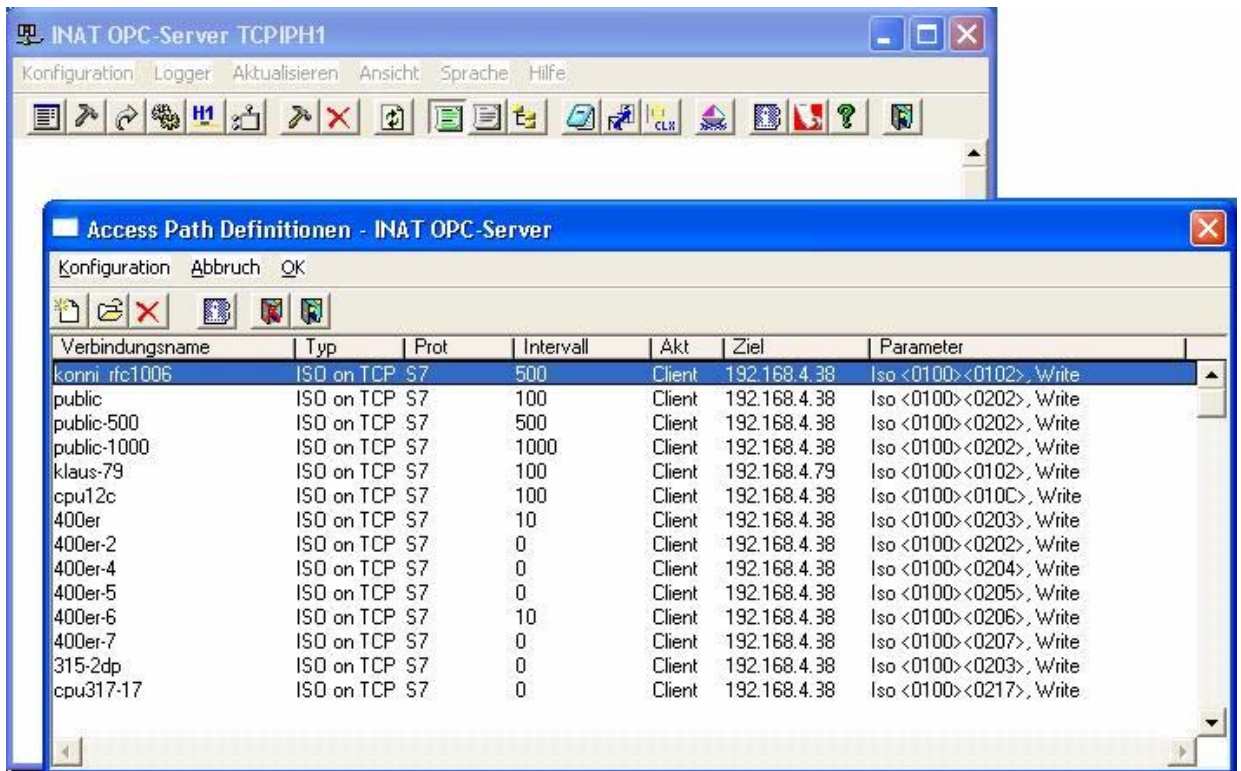 INAT OPC-Server TCPIPH1
Konfiguration Logger Aktualisieren Ansicht Sprache Hilfe
H1 CLX ?
Access Path Definitionen - INAT OPC-Server
Konfiguration Abbruch OK
Verbindungsname Typ Prot Intervall Akt Ziel Parameter
konni rfc1006 ISO on TCP S7 500 Client 192.168.4.38 Iso <0100><0102>, Write
public ISO on TCP S7 100 Client 192.168.4.38 Iso <0100><0202>, Write
public-500 ISO on TCP S7 500 Client 192.168.4.38 Iso <0100><0202>, Write
public-1000 ISO on TCP S7 1000 Client 192.168.4.38 Iso <0100><0202>, Write
klaus-79 ISO on TCP S7 100 Client 192.168.4.79 Iso <0100><0102>, Write
cpu12c ISO on TCP S7 100 Client 192.168.4.38 Iso <0100><010C>, Write
400er ISO on TCP S7 10 Client 192.168.4.38 Iso <0100><0203>, Write
400er-2 ISO on TCP S7 0 Client 192.168.4.38 Iso <0100><0202>, Write
400er-4 ISO on TCP S7 0 Client 192.168.4.38 Iso <0100><0204>, Write
400er-5 ISO on TCP S7 0 Client 192.168.4.38 Iso <0100><0205>, Write
400er-6 ISO on TCP S7 10 Client 192.168.4.38 Iso <0100><0206>, Write
400er-7 ISO on TCP S7 0 Client 192.168.4.38 Iso <0100><0207>, Write
315-2dp ISO on TCP S7 0 Client 192.168.4.38 Iso <0100><0203>, Write
cpu317-17 ISO on TCP S7 0 Client 192.168.4.38 Iso <0100><0217>, Write